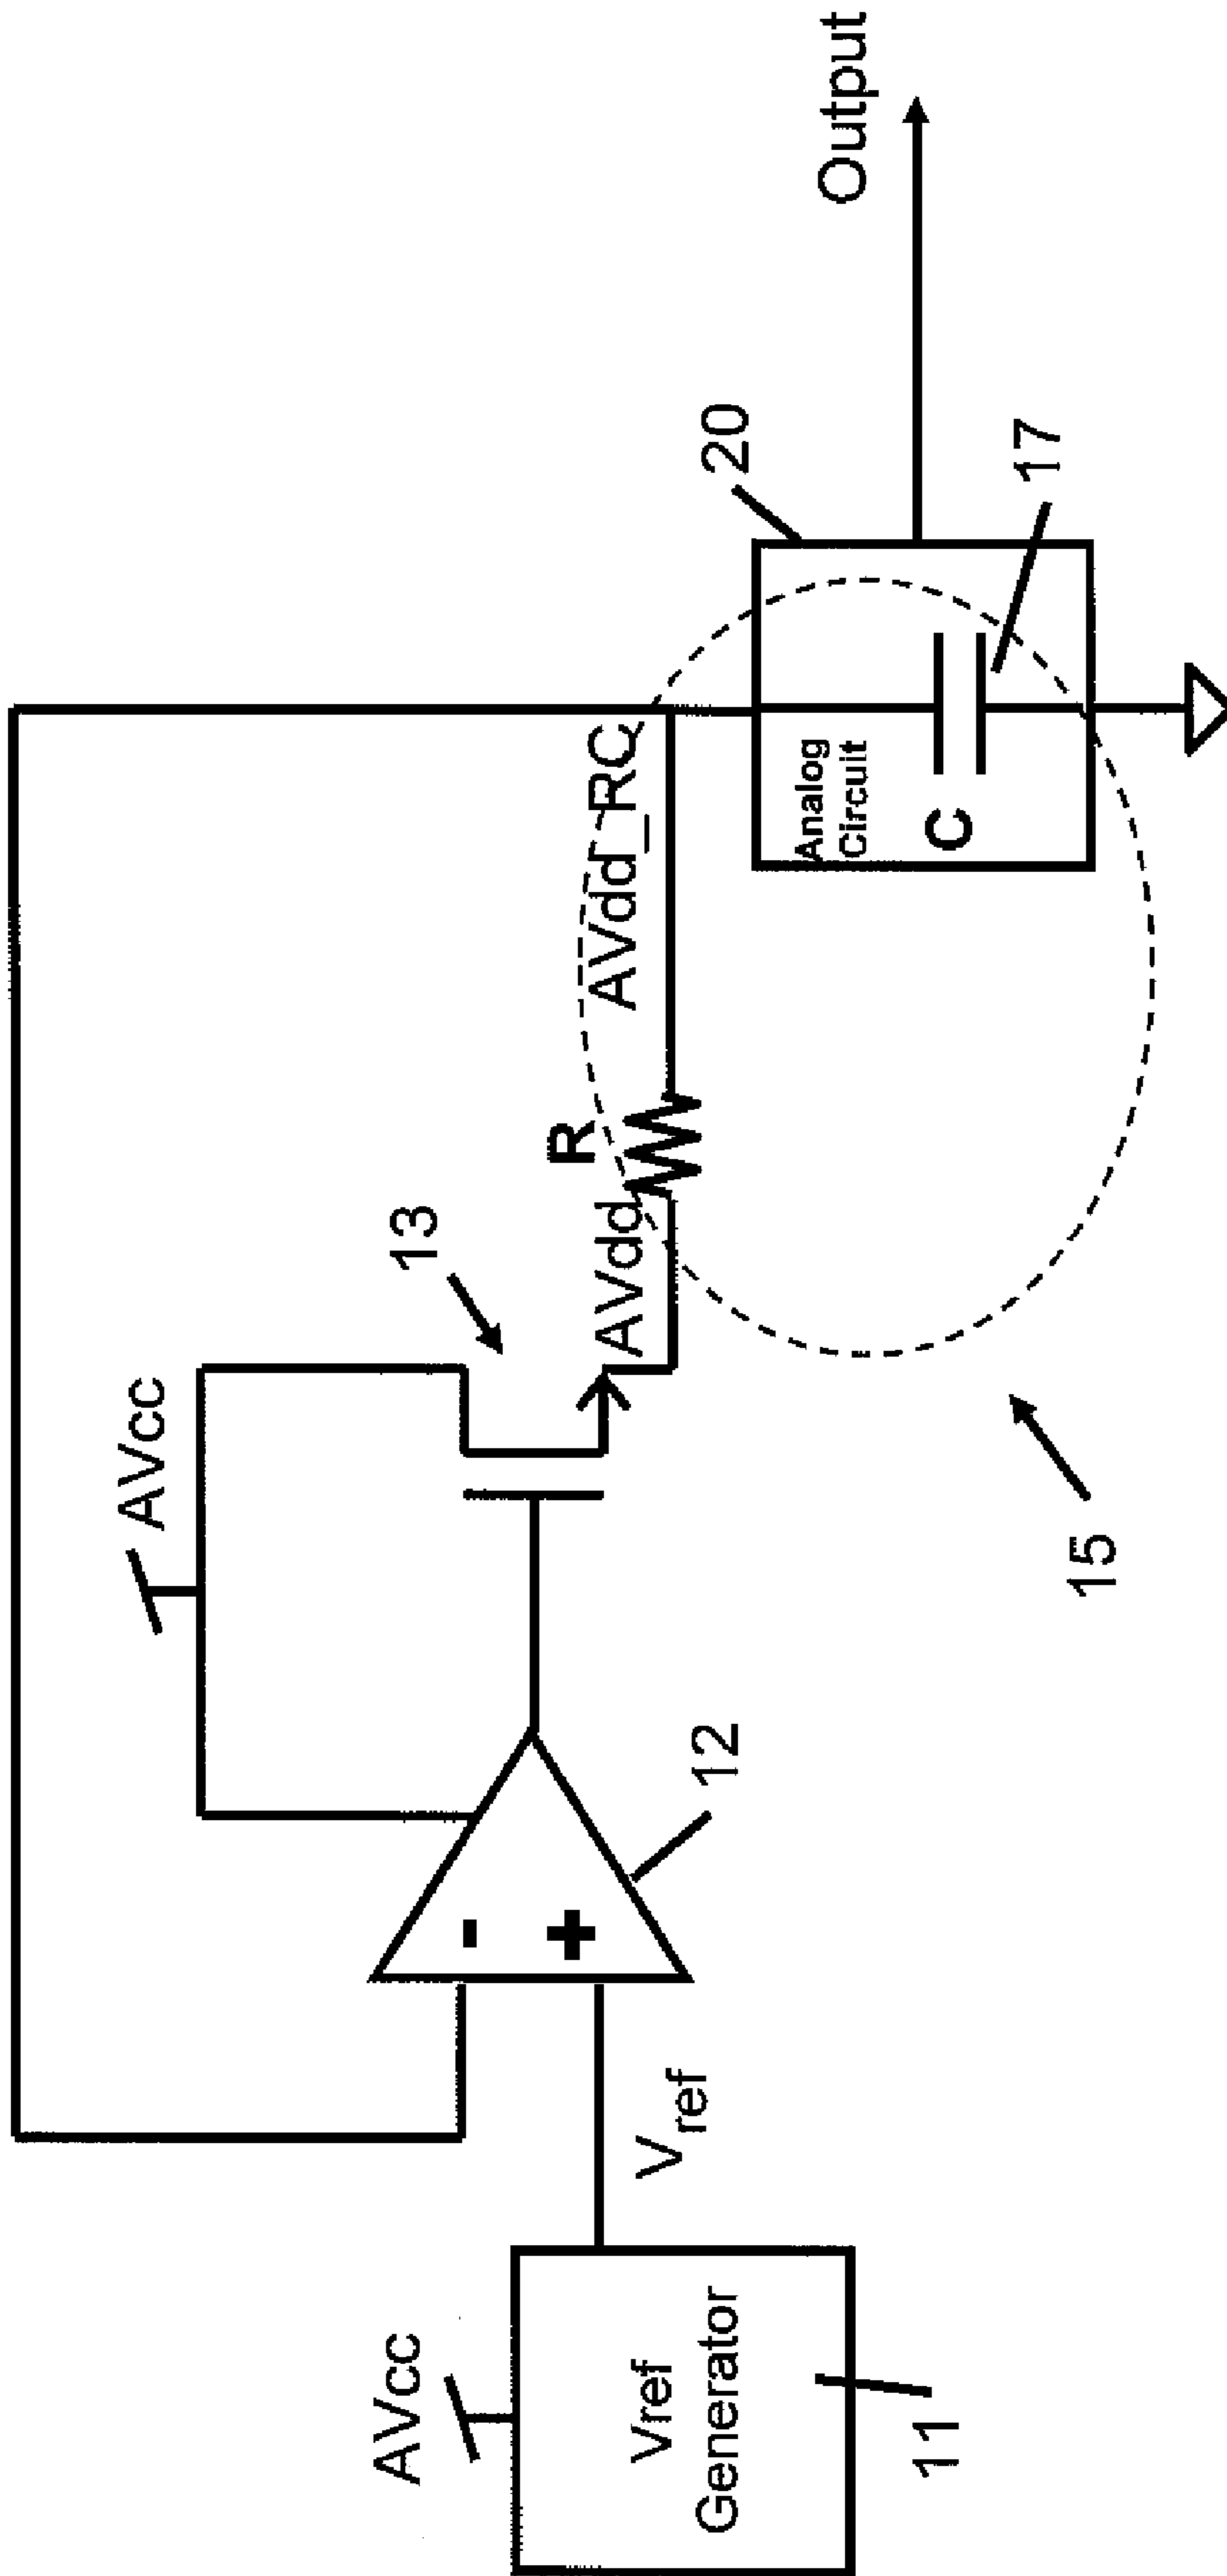 AVcc
Vref
Generator
11
Vref
-
+
12
AVcc
13
AVdd
R
AVdd_RC
15
Analog
Circuit
C
20
17
Output